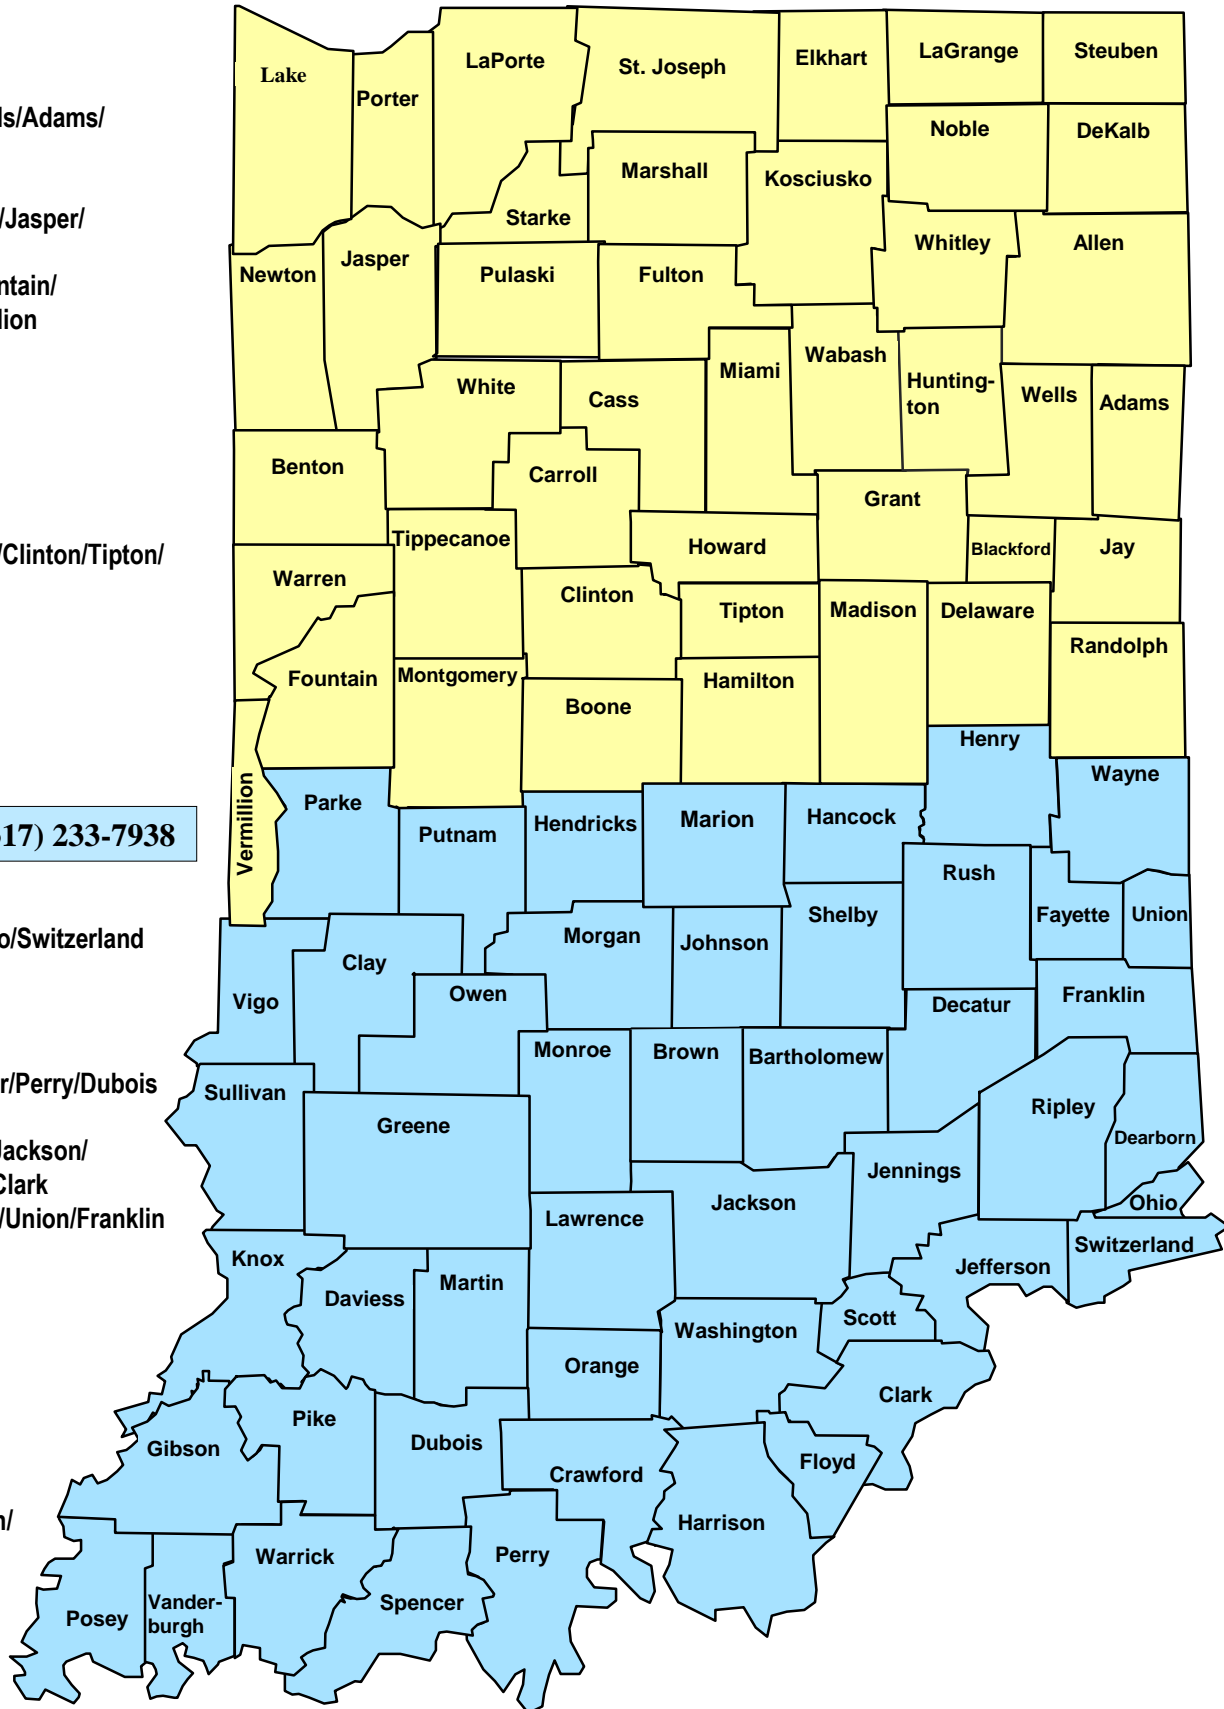 ls/Adams/
/Jasper/
ntain/
lion
/Clinton/Tipton/
17) 233-7938
o/Switzerland
r/Perry/Dubois
Jackson/
Clark
/Union/Franklin
n/
Lake
Porter
LaPorte
St. Joseph
Elkhart
LaGrange
Steuben
Noble
DeKalb
Marshall
Kosciusko
Starke
Whitley
Allen
Newton
Jasper
Pulaski
Fulton
Miami
Wabash
Hunting-
ton
Wells
Adams
White
Cass
Benton
Carroll
Grant
Tippecanoe
Howard
Blackford
Jay
Warren
Clinton
Tipton
Madison
Delaware
Randolph
Fountain
Montgomery
Hamilton
Boone
Vermillion
Henry
Wayne
Parke
Putnam
Hendricks
Marion
Hancock
Rush
Fayette
Union
Shelby
Morgan
Johnson
Clay
Vigo
Owen
Decatur
Franklin
Monroe
Brown
Bartholomew
Sullivan
Greene
Ripley
Dearborn
Jennings
Ohio
Jackson
Lawrence
Switzerland
Knox
Jefferson
Daviess
Martin
Scott
Washington
Orange
Clark
Pike
Dubois
Gibson
Floyd
Crawford
Harrison
Warrick
Perry
Spencer
Posey
Vander-
burgh